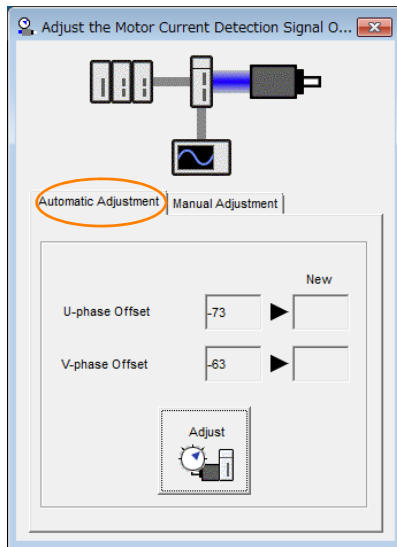 Adjust the Motor Current Detection Signal O...
Automatic Adjustment Manual Adjustment
New
U-phase Offset -73
V-phase Offset -63
Adjust